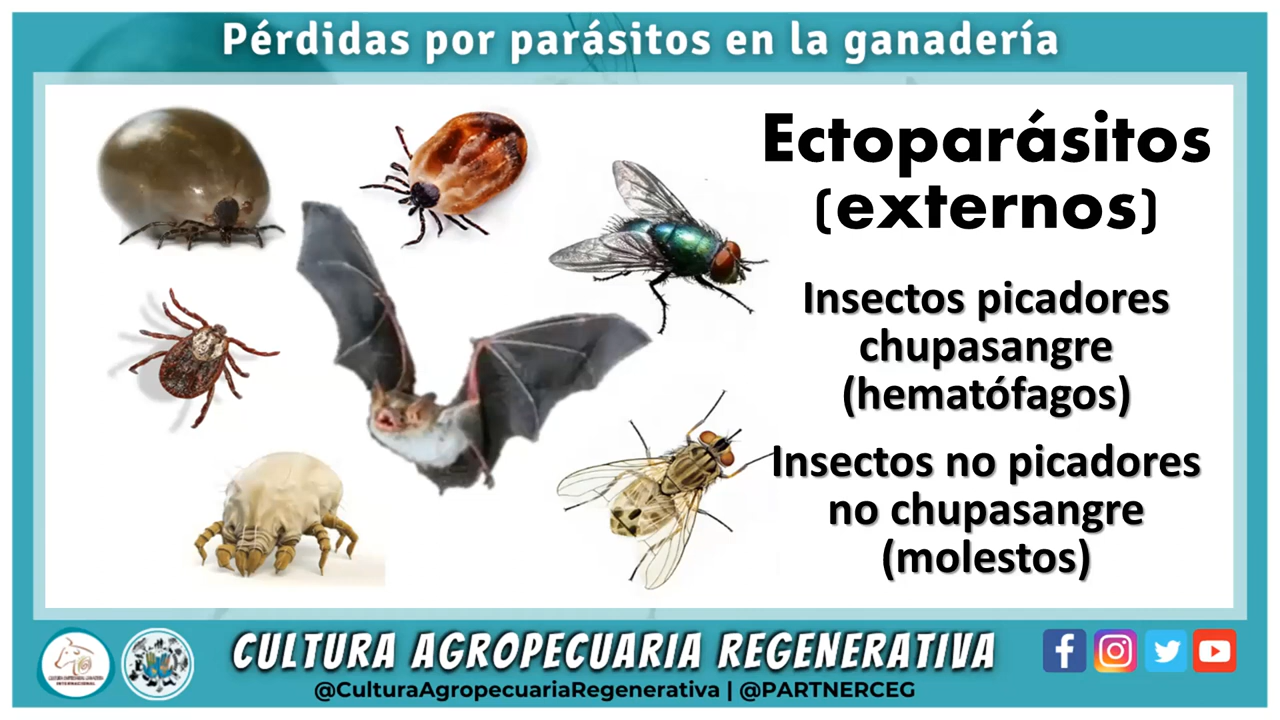 Pérdidas por parásitos en la ganadería
Ectoparásitos
(externos)
Insectos picadores
chupasangre
(hematófagos)
Insectos no picadores
no chupasangre
(molestos)
CULTURA AGROPECUARIA REGENERATIVA
@CulturaAgropecuariaRegenerativa | @PARTNERCEG